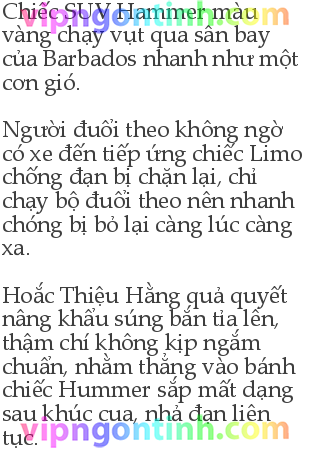 Chiếc SUV Hammer màu
vàng chạy vụt qua sân bay
của Barbados nhanh như một
cơn gió.
Người đuổi theo không ngờ
có xe đến tiếp ứng chiếc Limo
chống đạn bị chặn lại, chỉ
chạy bộ đuổi theo nên nhanh
chóng bị bỏ lại càng lúc càng
xa.
Hoắc Thiệu Hằng quả quyết
nâng khẩu súng bắn tỉa lên,
thậm chí không kịp ngắm
chuẩn, nhằm thẳng vào bánh
chiếc Hummer sắp mất dạng
sau khúc cua, nhả đạn liên
tục.
vipngontinh.com
vipngontinh.com